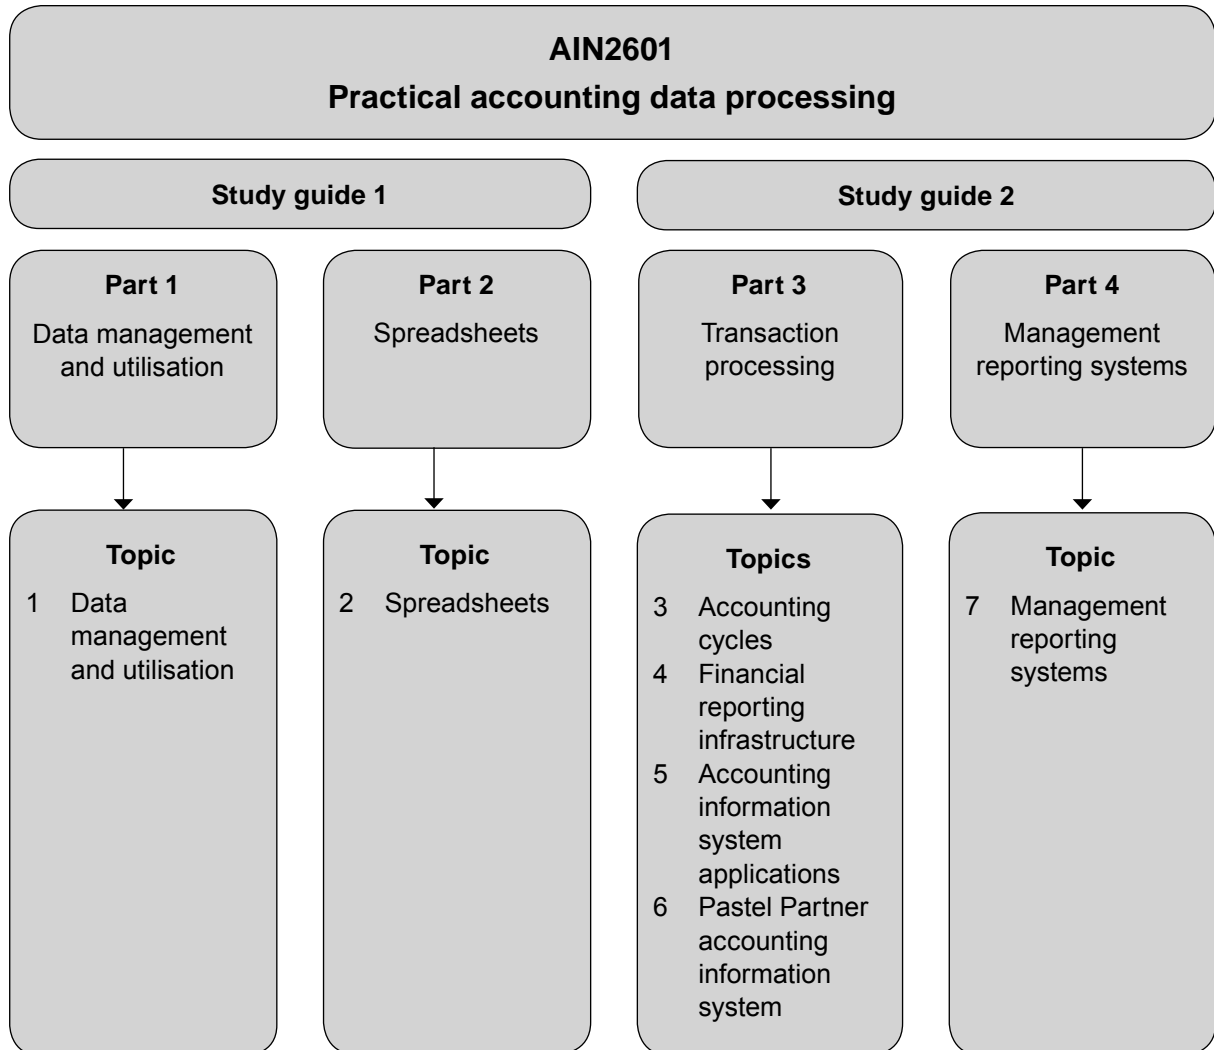 AIN2601
Practical accounting data processing
Study guide 1
Study guide 2
Part 1
Data management
and utilisation
Part 2
Spreadsheets
Part 3
Transaction
processing
Part 4
Management
reporting systems
Topic
1 Data
management
and utilisation
Topic
2 Spreadsheets
Topics
3 Accounting
cycles
4 Financial
reporting
infrastructure
5 Accounting
information
system
applications
6 Pastel Partner
accounting
information
system
Topic
7 Management
reporting
systems